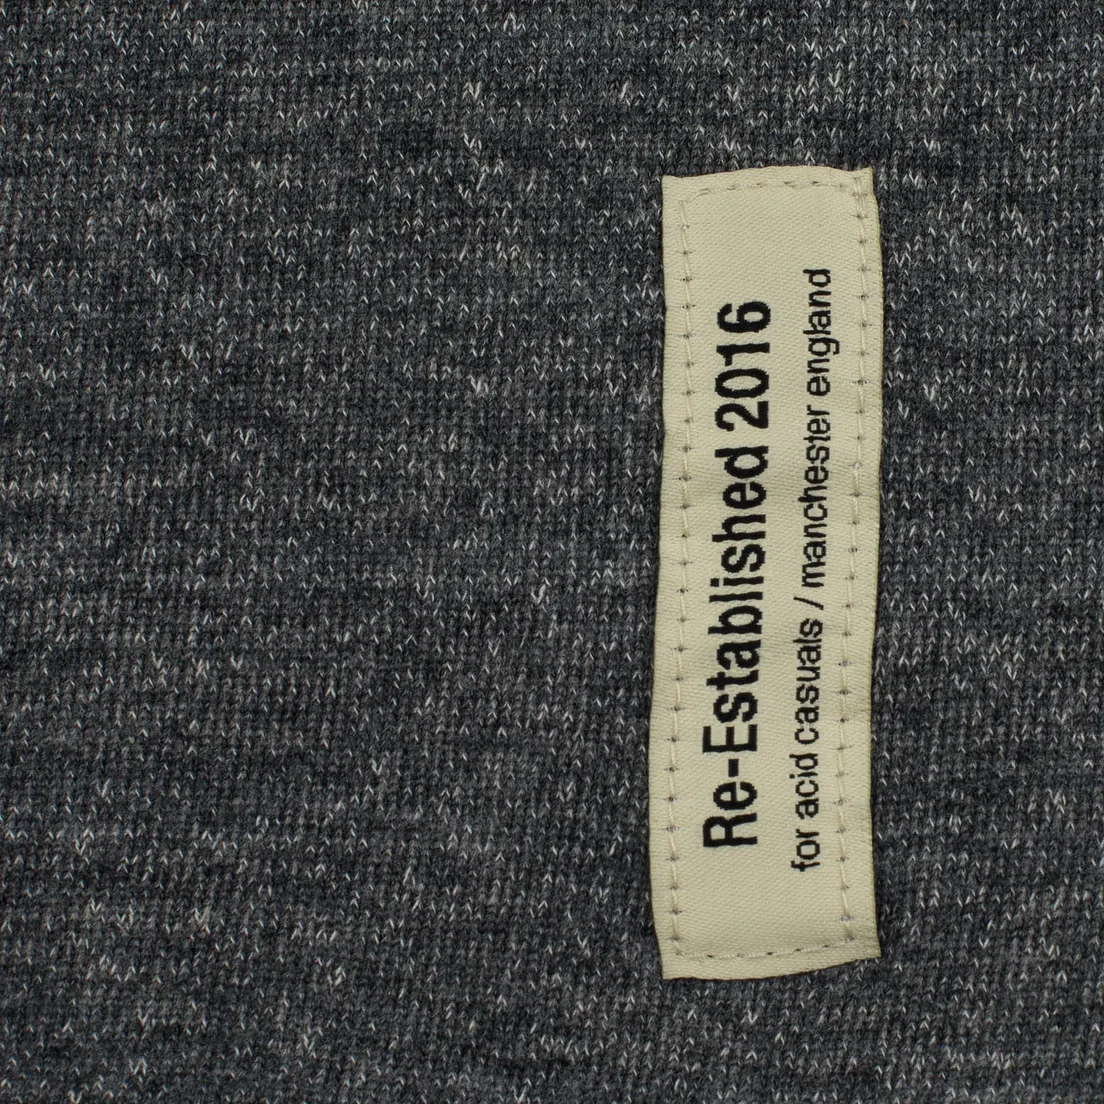 Re-Established 2016
for acid casuals / manchester england